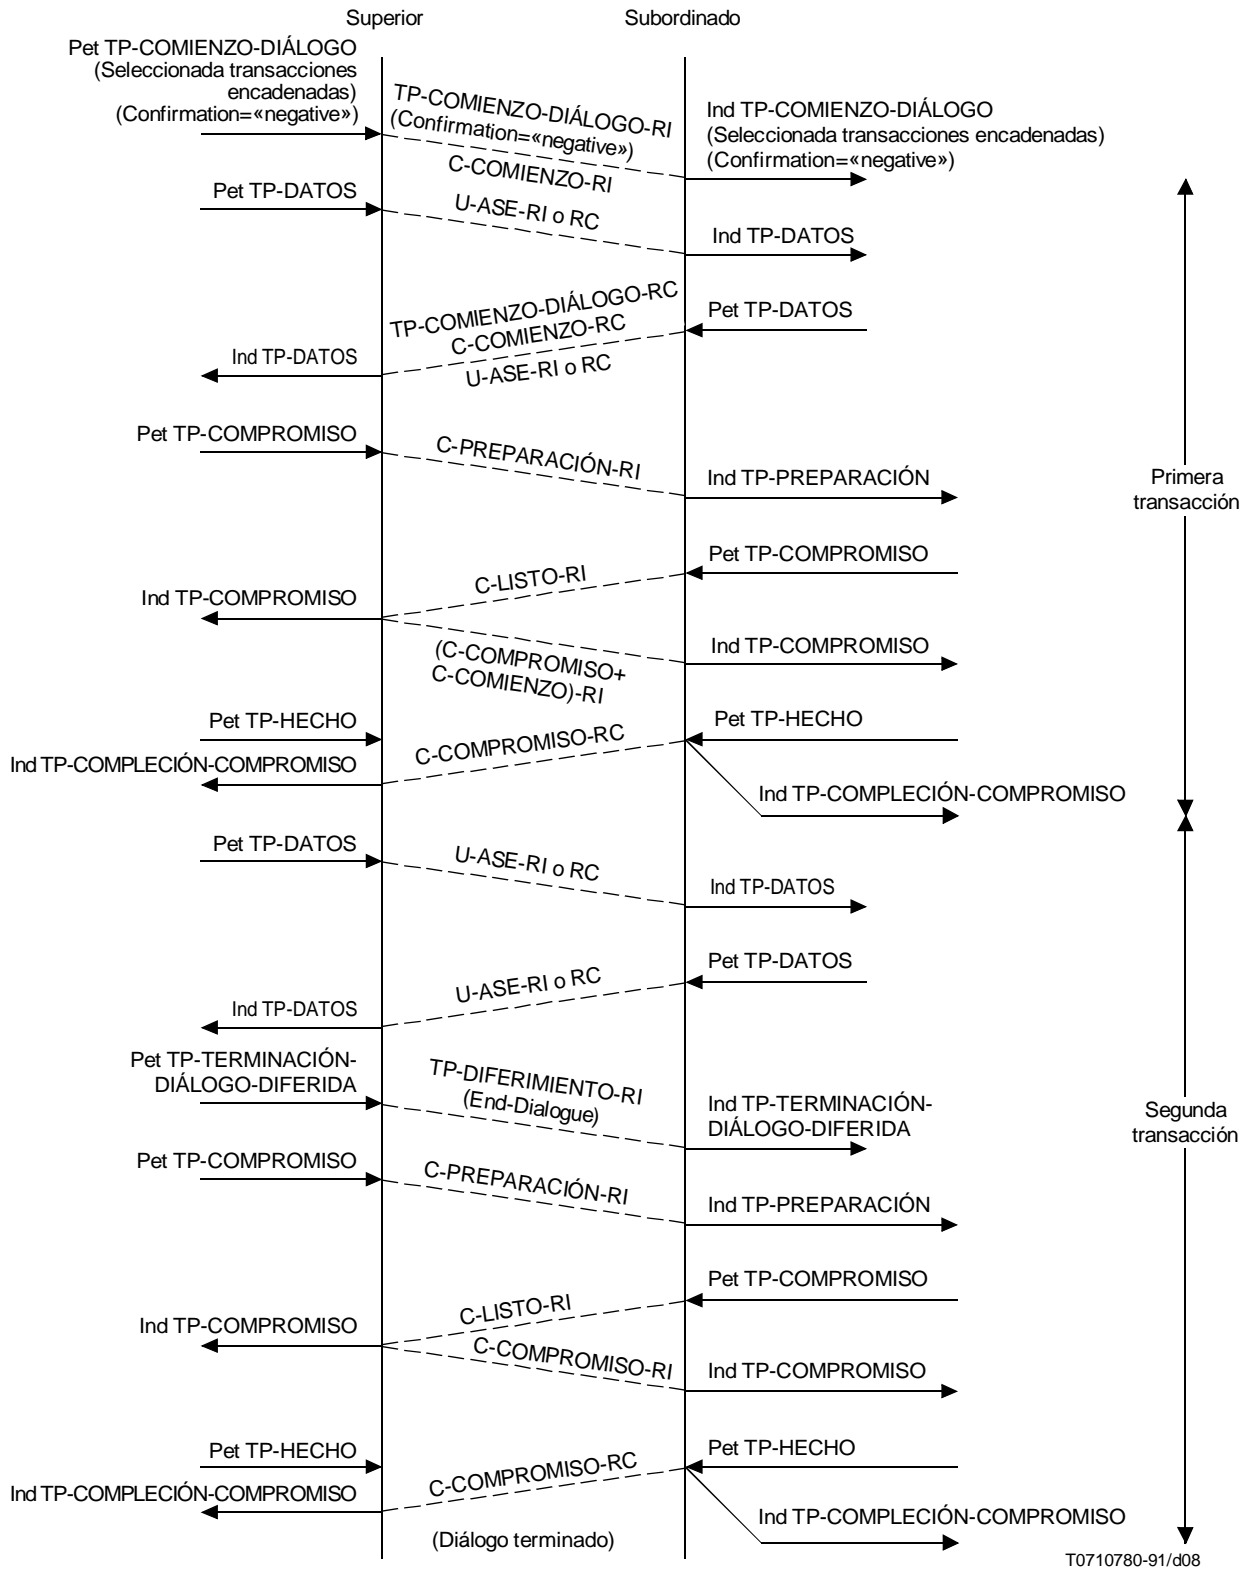 Superior
Subordinado
Pet TP-COMIENZO-DIÁLOGO
(Seleccionada transacciones
encadenadas)
(Confirmation=«negative»)
TP-COMIENZO-DIÁLOGO-RI
(Confirmation=«negative»)
C-COMIENZO-RI
Ind TP-COMIENZO-DIÁLOGO
(Seleccionada transacciones encadenadas)
(Confirmation=«negative»)
Pet TP-DATOS
U-ASE-RI o RC
Ind TP-DATOS
Pet TP-DATOS
TP-COMIENZO-DIÁLOGO-RC
C-COMIENZO-RC
U-ASE-RI o RC
Ind TP-DATOS
Pet TP-COMPROMISO
C-PREPARACIÓN-RI
Ind TP-PREPARACIÓN
Primera
transacción
Pet TP-COMPROMISO
C-LISTO-RI
Ind TP-COMPROMISO
(C-COMPROMISO+
C-COMIENZO)-RI
Ind TP-COMPROMISO
Pet TP-HECHO
Pet TP-HECHO
C-COMPROMISO-RC
Ind TP-COMPLECIÓN-COMPROMISO
Ind TP-COMPLECIÓN-COMPROMISO
Pet TP-DATOS
U-ASE-RI o RC
Ind TP-DATOS
Pet TP-DATOS
U-ASE-RI o RC
Ind TP-DATOS
Pet TP-TERMINACIÓN-
DIÁLOGO-DIFERIDA
TP-DIFERIMIENTO-RI
(End-Dialogue)
Ind TP-TERMINACIÓN-
DIÁLOGO-DIFERIDA
Segunda
transacción
Pet TP-COMPROMISO
C-PREPARACIÓN-RI
Ind TP-PREPARACIÓN
Pet TP-COMPROMISO
C-LISTO-RI
Ind TP-COMPROMISO
C-COMPROMISO-RI
Ind TP-COMPROMISO
Pet TP-HECHO
Pet TP-HECHO
C-COMPROMISO-RC
Ind TP-COMPLECIÓN-COMPROMISO
Ind TP-COMPLECIÓN-COMPROMISO
(Diálogo terminado)
T0710780-91/d08